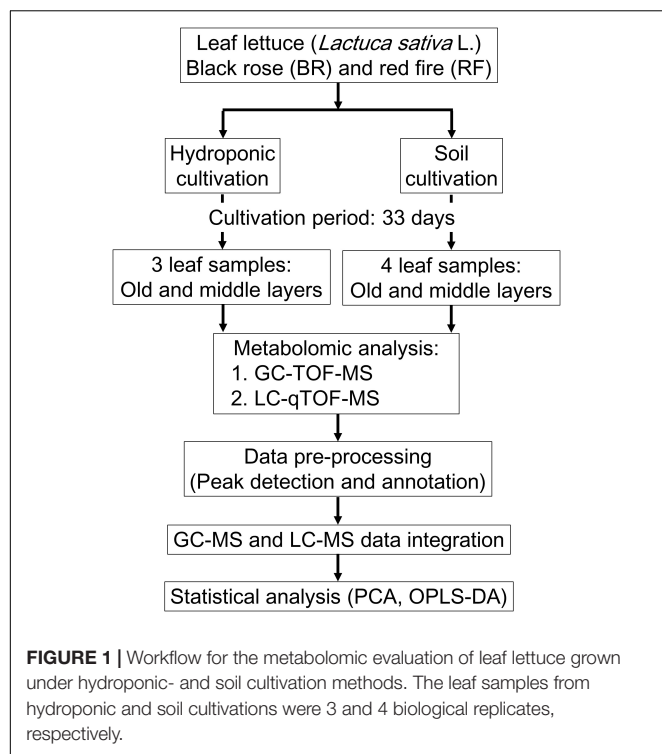 Leaf lettuce (Lactuca sativa L.)
Black rose (BR) and red fire (RF)
Hydroponic
cultivation
Soil
cultivation
Cultivation period: 33 days
3 leaf samples:
Old and middle layers
4 leaf samples:
Old and middle layers
Metabolomic analysis:
1. GC-TOF-MS
2. LC-qTOF-MS
Data pre-processing
(Peak detection and annotation)
GC-MS and LC-MS data integration
Statistical analysis (PCA, OPLS-DA)
FIGURE 1 | Workflow for the metabolomic evaluation of leaf lettuce grown
under hydroponic- and soil cultivation methods. The leaf samples from
hydroponic and soil cultivations were 3 and 4 biological replicates,
respectively.